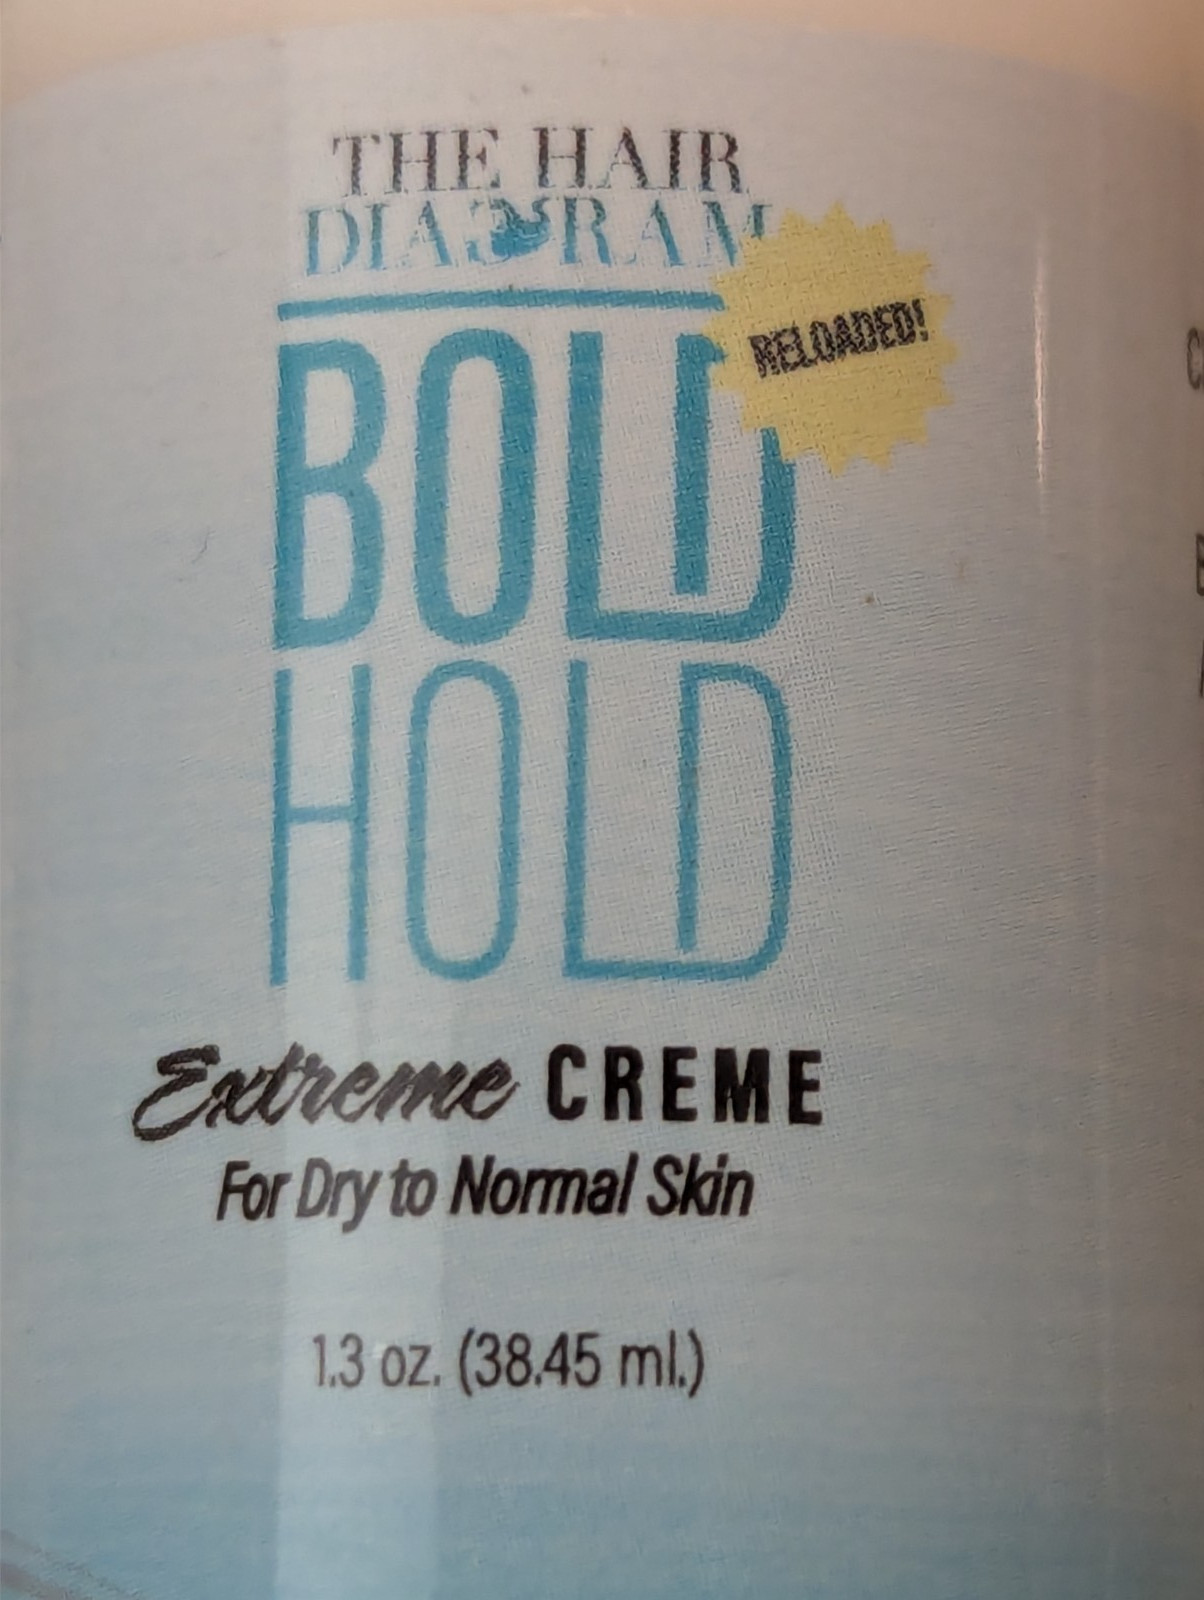 THE HAIR
DIAGRAM
RELOADED!
BOLD
HOLD
Extreme CREME
For Dry to Normal Skin
1.3 oz. (38.45 ml.)